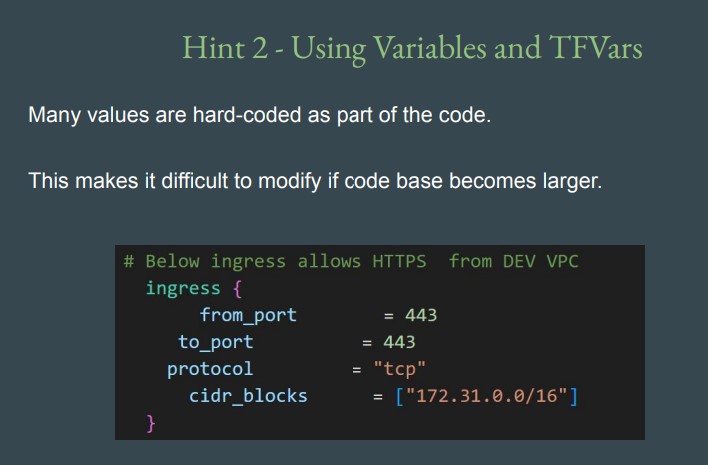 Hint 2 - Using Variables and TFVars
Many values are hard-coded as part of the code.
This makes it difficult to modify if code base becomes larger.
# Below ingress allows HTTPS  from DEV VPC
ingress {
from_port = 443
to_port = 443
protocol = "tcp"
cidr_blocks = ["172.31.0.0/16"]
}